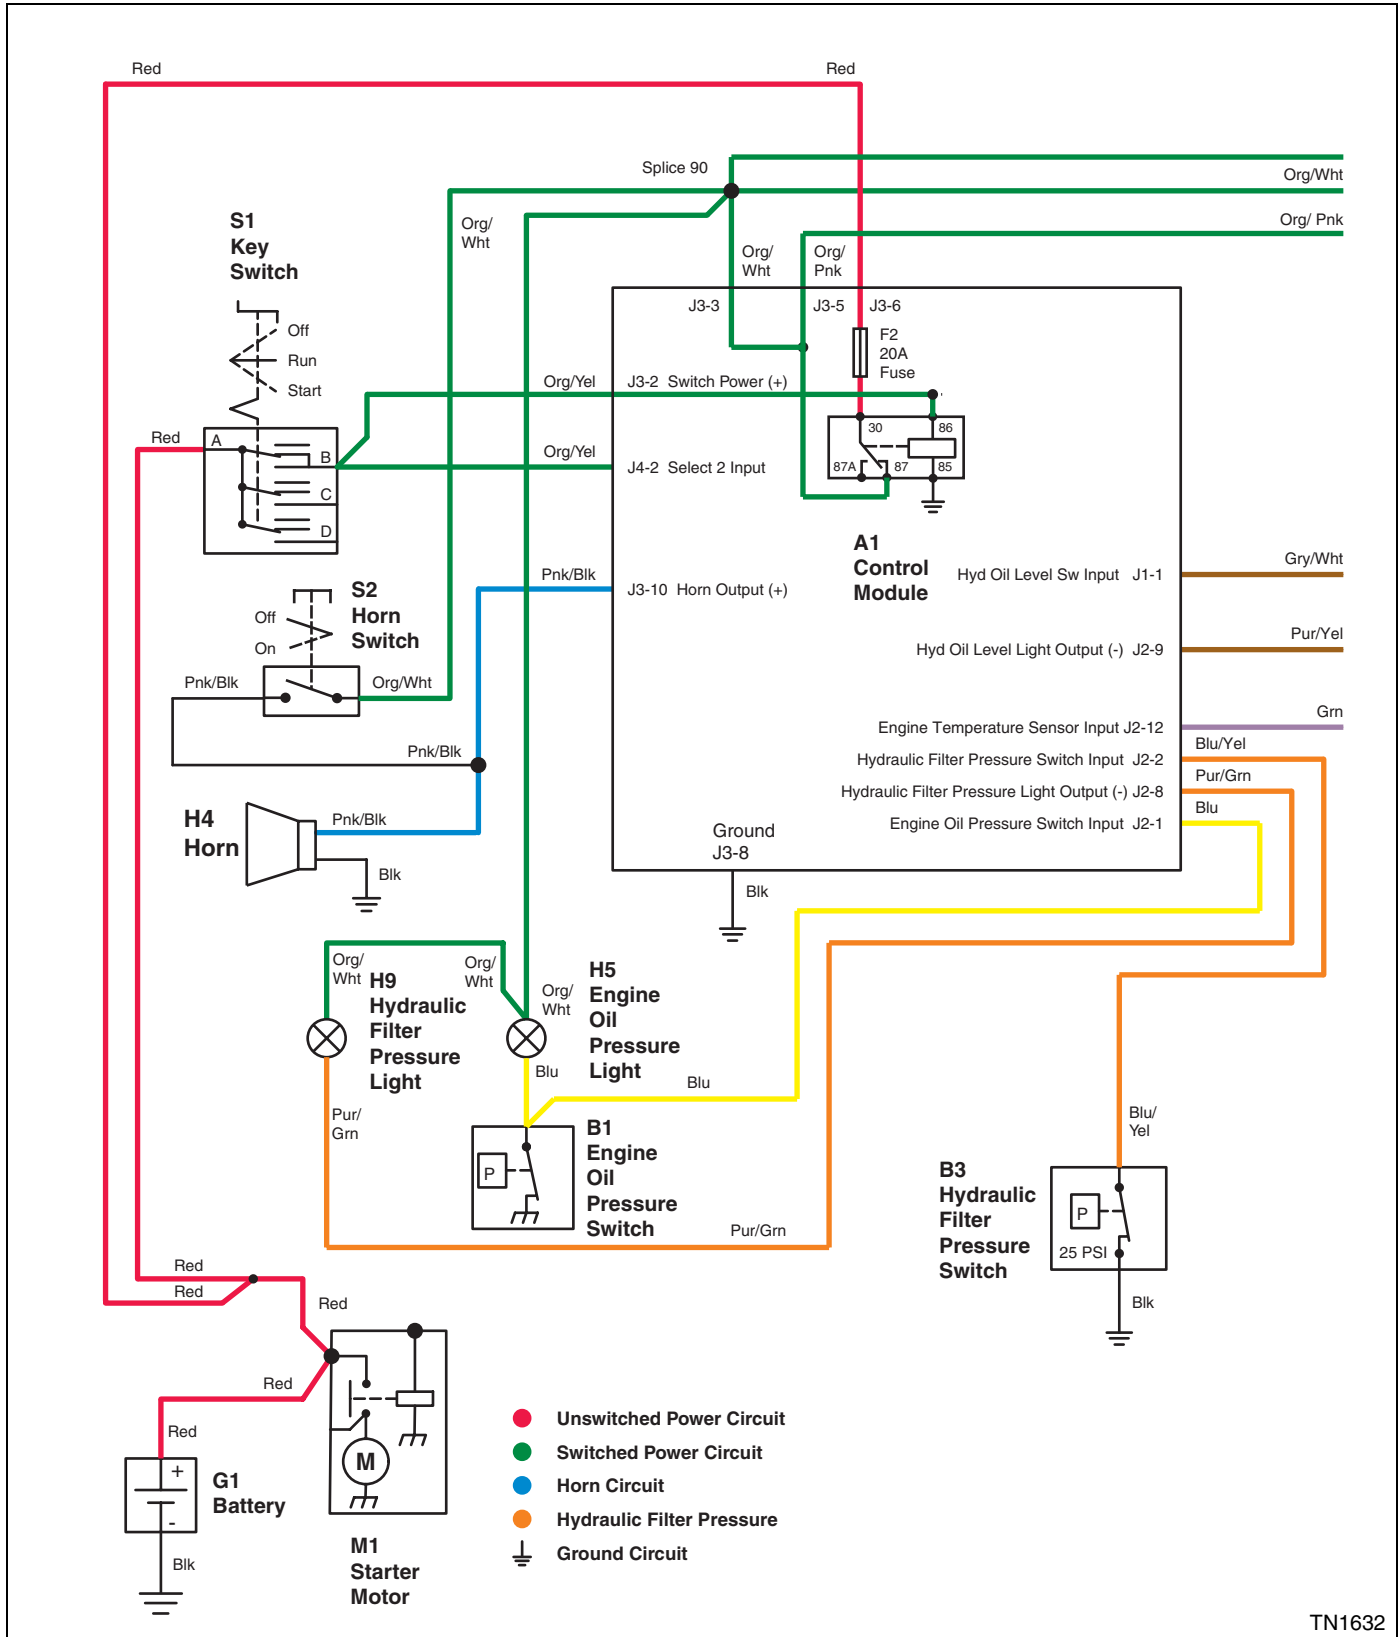 Red
Red
Splice 90
Org/Wht
Org/ Pnk
Org/
Wht
Org/
Wht
Org/
Pnk
S1
Key
Switch
Off
Run
Start
J3-3
J3-5
J3-6
F2
20A
Fuse
Org/Yel
J3-2 Switch Power (+)
Red
A
B
C
D
Org/Yel
J4-2 Select 2 Input
30
86
87A
87
85
A1
Control
Module
Pnk/Blk
J3-10 Horn Output (+)
Hyd Oil Level Sw Input J1-1
Gry/Wht
S2
Horn
Switch
Off
On
Pnk/Blk
Org/Wht
Hyd Oil Level Light Output (-) J2-9
Pur/Yel
Engine Temperature Sensor Input J2-12
Grn
Pnk/Blk
Hydraulic Filter Pressure Switch Input J2-2
Blu/Yel
Hydraulic Filter Pressure Light Output (-) J2-8
Pur/Grn
Engine Oil Pressure Switch Input J2-1
Blu
H4
Horn
Pnk/Blk
Blk
Ground
J3-8
Blk
Org/
Wht
H9
Hydraulic
Filter
Pressure
Light
Org/
Wht
Org/
Wht
H5
Engine
Oil
Pressure
Light
Blu
Blu
Pur/
Grn
P
B1
Engine
Oil
Pressure
Switch
Pur/Grn
Blu/
Yel
B3
Hydraulic
Filter
Pressure
Switch
P
25 PSI
Blk
Red
Red
Red
Red
Red
G1
Battery
+
-
Blk
M
M1
Starter
Motor
Unswitched Power Circuit
Switched Power Circuit
Horn Circuit
Hydraulic Filter Pressure
Ground Circuit
TN1632